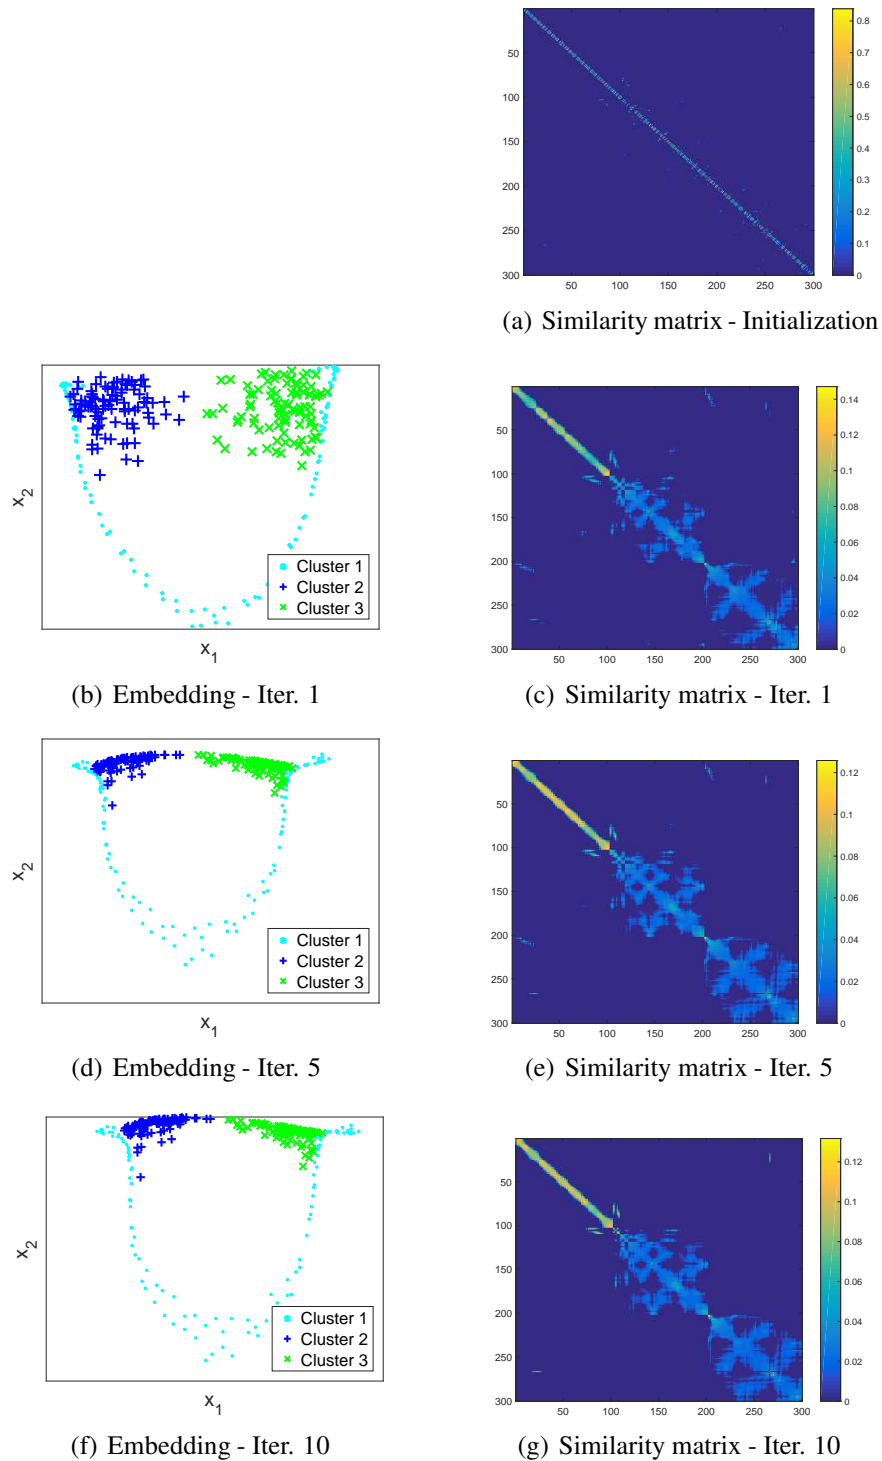 0.8
0.7
0.6
0.5
0.4
0.3
0.2
0.1
0
50
100
150
200
250
300
50 100 150 200 250 300
(a) Similarity matrix - Initialization
x2
Cluster 1
Cluster 2
Cluster 3
x1
(b) Embedding - Iter. 1
50
100
150
200
250
300
50 100 150 200 250 300
0.14
0.12
0.1
0.08
0.06
0.04
0.02
0
(c) Similarity matrix - Iter. 1
x2
Cluster 1
Cluster 2
Cluster 3
x1
(d) Embedding - Iter. 5
50
100
150
200
250
300
50 100 150 200 250 300
0.12
0.1
0.08
0.06
0.04
0.02
0
(e) Similarity matrix - Iter. 5
x2
Cluster 1
Cluster 2
Cluster 3
x1
(f) Embedding - Iter. 10
50
100
150
200
250
300
50 100 150 200 250 300
0.12
0.1
0.08
0.06
0.04
0.02
0
(g) Similarity matrix - Iter. 10